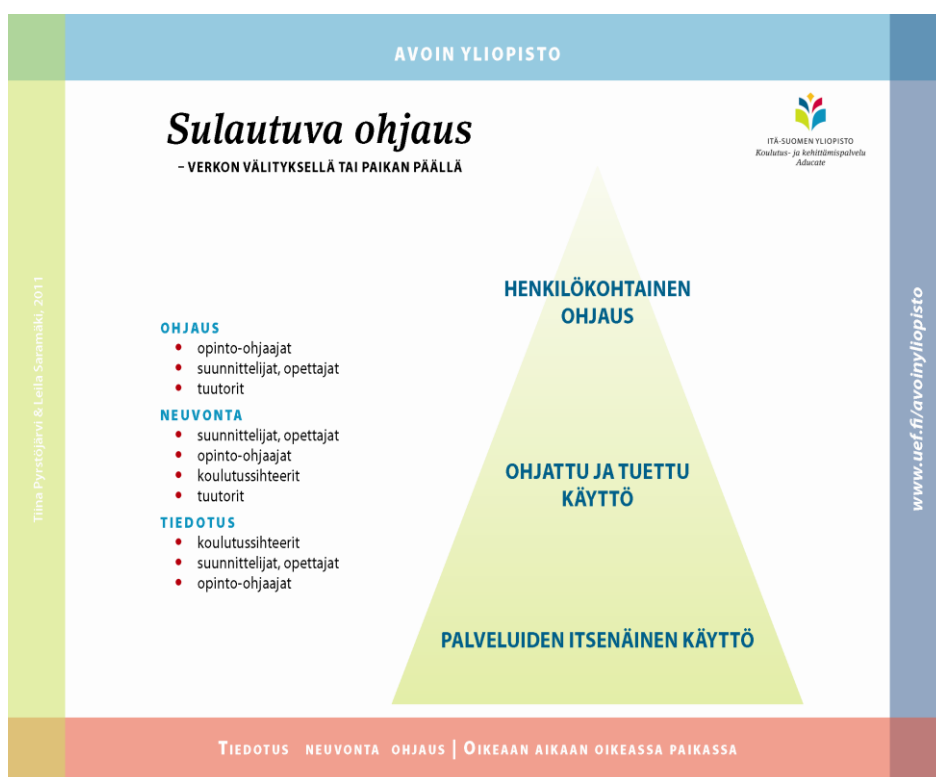 AVOIN YLIOPISTO
Sulautuva ohjaus
– VERKON VÄLITYKSELLÄ TAI PAIKAN PÄÄLLÄ
ITÄ-SUOMEN YLIOPISTO
Koulutus- ja kehittämispalvelu
Aducate
HENKILÖKOHTAINEN
OHJAUS
OHJAUS
• opinto-ohjaajat
• suunnittelijat, opettajat
• tuutorit
NEUVONTA
• suunnittelijat, opettajat
• opinto-ohjaajat
• koulutussihteerit
• tuutorit
TIEDOTUS
• koulutussihteerit
• suunnittelijat, opettajat
• opinto-ohjaajat
OHJATTU JA TUETTU
KÄYTTÖ
PALVELUIDEN ITSENÄINEN KÄYTTÖ
Tiina Pyrstöjärvi & Leila Saramäki, 2011
www.uef.fi/avoinyliopisto
TIEDOTUS NEUVONTA OHJAUS | OIKEAAN AIKAAN OIKEASSA PAIKASSA